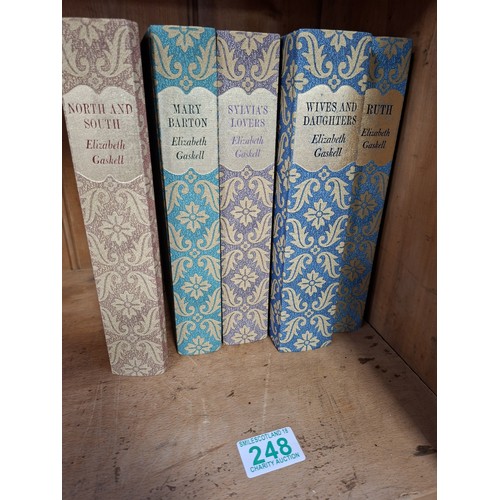 NORTH AND
SOUTH
Elizabeth
Gaskell
MARY
BARTON
Elizabeth
Gaskell
SYLVIA'S
LOVERS
Elizabeth
Gaskell
WIVES AND
DAUGHTERS
Elizabeth
Gaskell
RUTH
Elizabeth
Gaskell
SMILESCOTLAND 18
248
CHARITY AUCTION